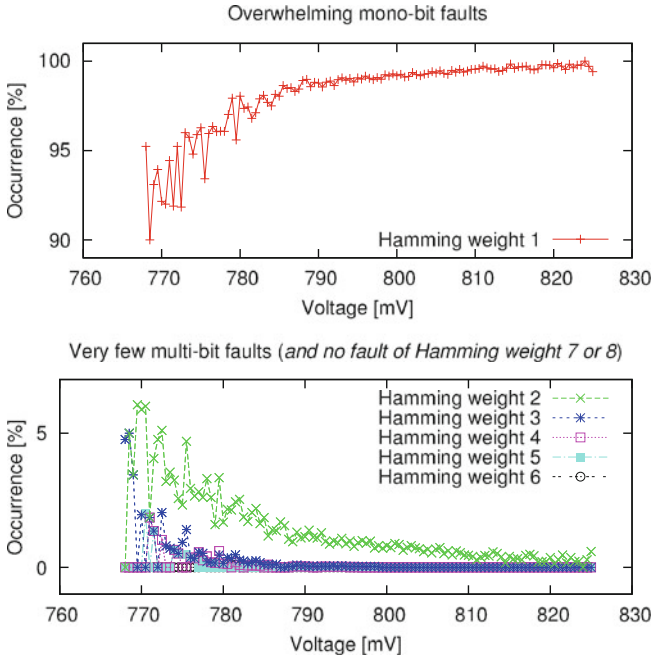 Overwhelming mono-bit faults
100
95
90
Occurrence [%]
Hamming weight 1
760 770 780 790 800 810 820 830
Voltage [mV]
Very few multi-bit faults (and no fault of Hamming weight 7 or 8)
5
0
Occurrence [%]
Hamming weight 2
Hamming weight 3
Hamming weight 4
Hamming weight 5
Hamming weight 6
760 770 780 790 800 810 820 830
Voltage [mV]